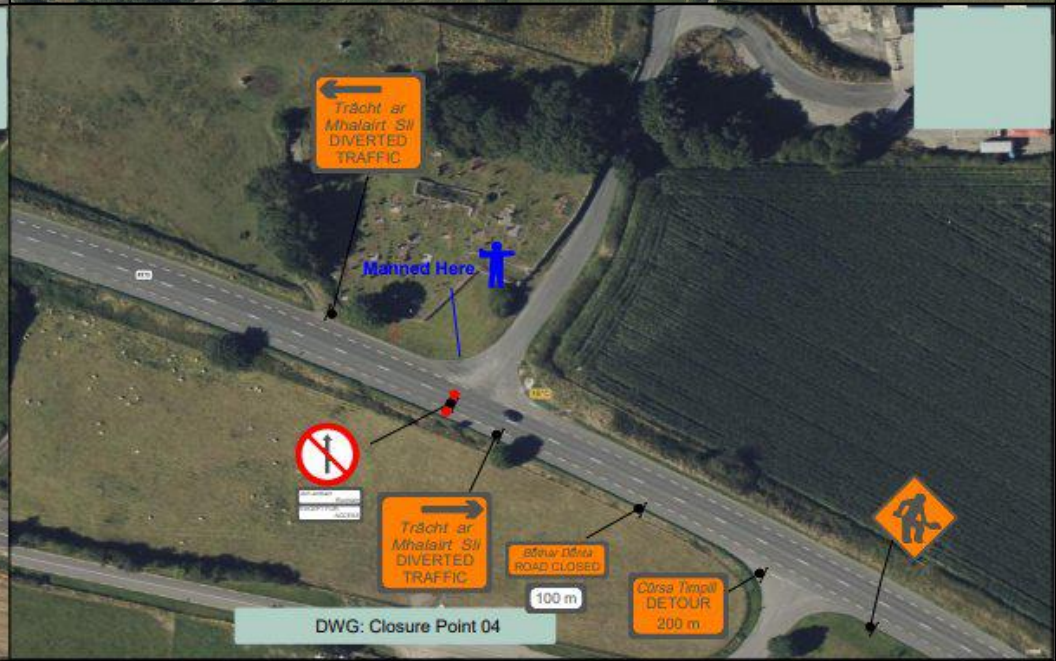 Trácht ar
Mhalairt Slí
DIVERTED
TRAFFIC
Manned Here
Trácht ar
Mhalairt Slí
DIVERTED
TRAFFIC
Bóthar Dúnta
ROAD CLOSED
100 m
Cúrsa Timpill
DETOUR
200 m
DWG: Closure Point 04